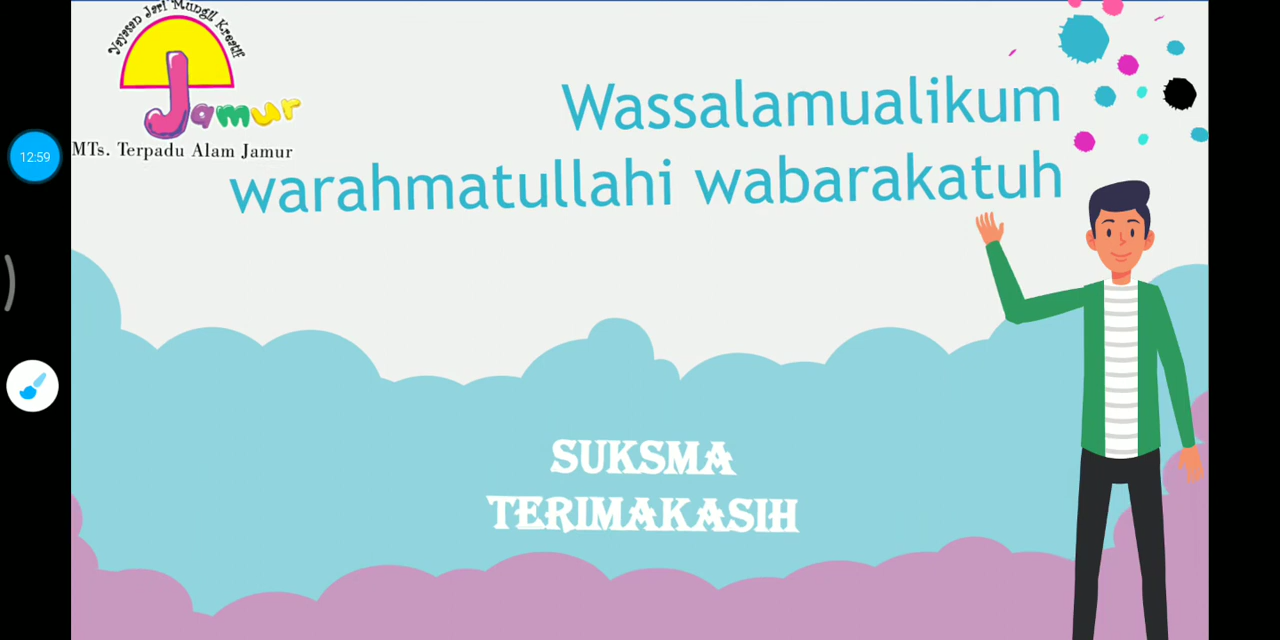 Yayasan Jari Mungil Kreatif
Jamur
MTs. Terpadu Alam Jamur
12:59
Wassalamualikum
warahmatullahi wabarakatuh
SUKSMA
TERIMAKASIH